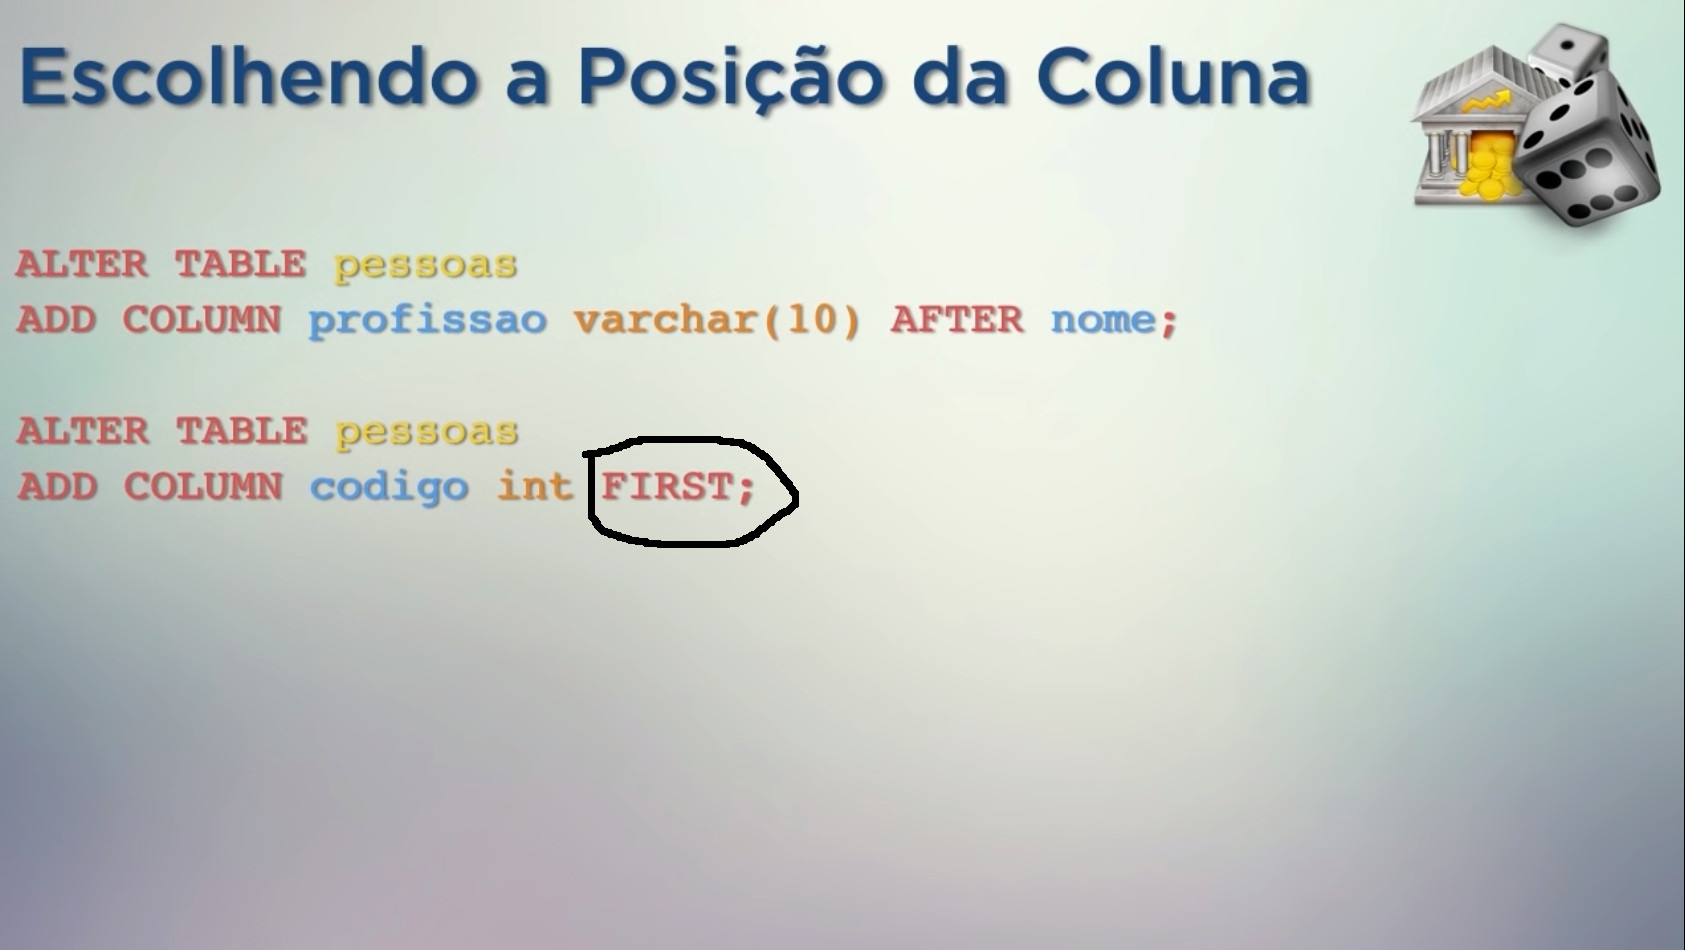 Escolhendo a Posição da Coluna
ALTER TABLE pessoas
ADD COLUMN profissao varchar(10) AFTER nome;
ALTER TABLE pessoas
ADD COLUMN codigo int FIRST;